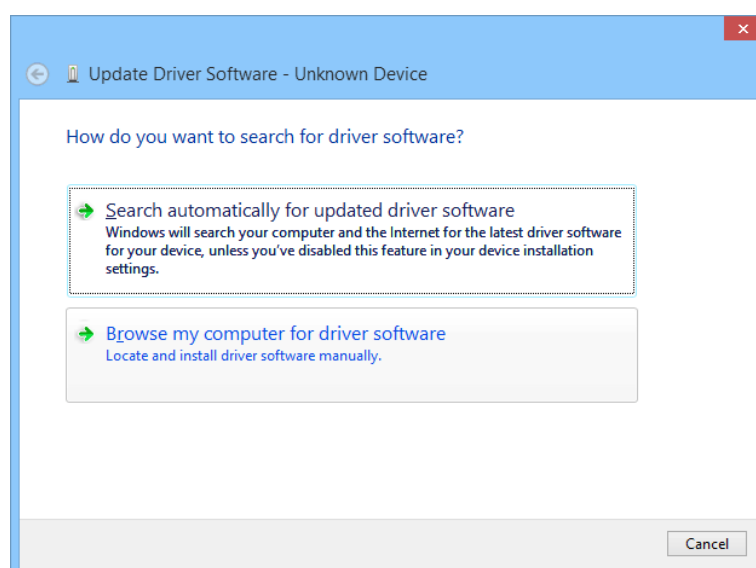 Update Driver Software - Unknown Device
How do you want to search for driver software?
Search automatically for updated driver software
Windows will search your computer and the Internet for the latest driver software
for your device, unless you've disabled this feature in your device installation
settings.
Browse my computer for driver software
Locate and install driver software manually.
Cancel